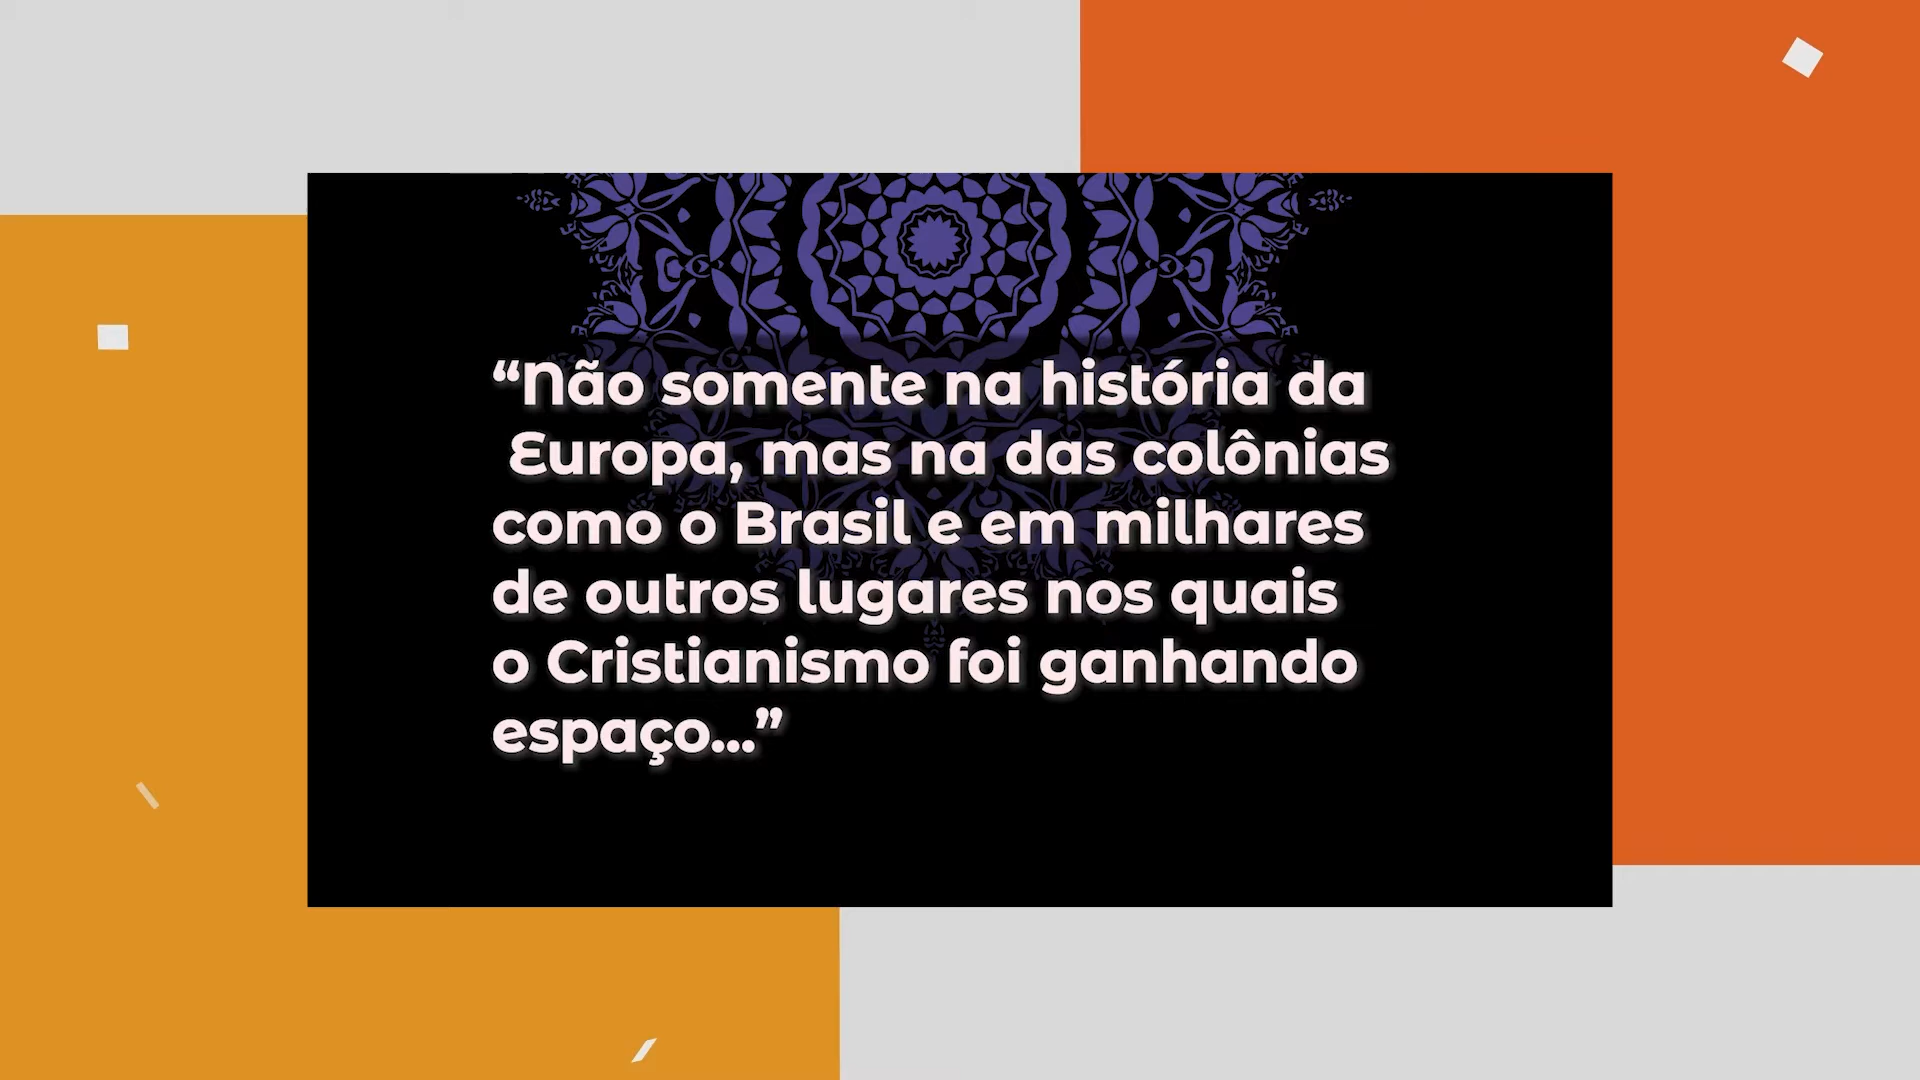 “Não somente na história da
Europa, mas na das colônias
como o Brasil e em milhares
de outros lugares nos quais
o Cristianismo foi ganhando
espaço...”